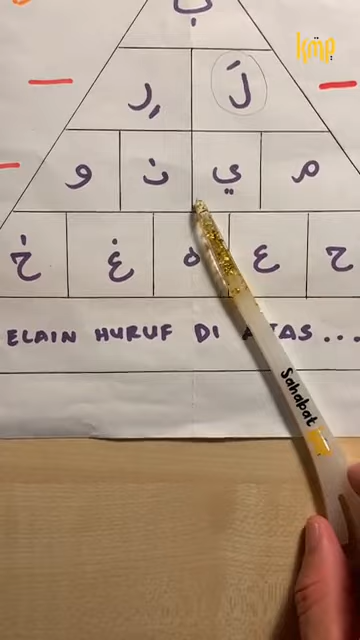 kmp
ب
لَ رِ
م ي ن و
ح ع ه غ خ
ELAIN HURUF DI ATAS...
Sahabat